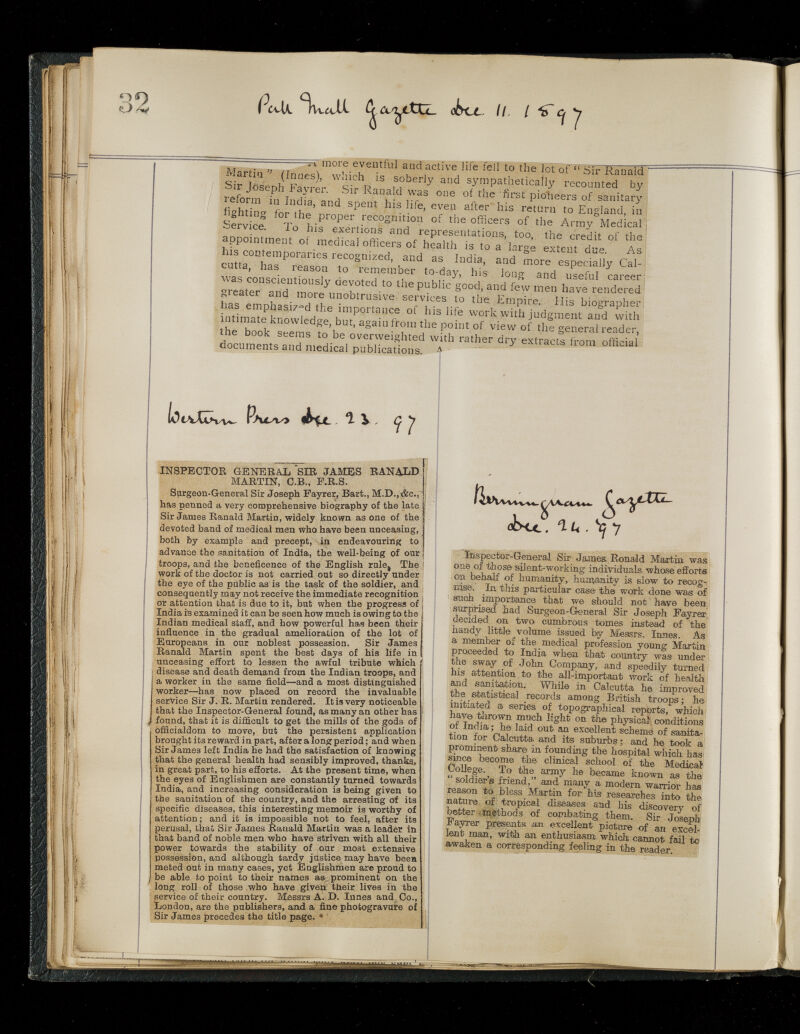 32
Pall Mall Gazette Dec. 11. 1897
A more eventful and active life fell to the lot of "Sir Ranald
Martin" (Innes), which is soberly and sympathetically recounted by
Sir Joseph Fayrer. Sir Ranald was one of the first pioneers of sanitary
reform in India, and spent his life, even after his return to England, in
fighting for the proper recognition of the officers of the Army Medical
Service. To his exertions and representations, too, the credit of the
appointment of medical officers of health is to a large extent due. As
his contemporaries recognized, and as India, and more especially Cal-
cutta, has reason to remember to-day, his long and useful career
was conscientiously devoted to the public good, and few men have rendered
greater and more unobtrusive services to the Empire. His biographer
has emphasized the importance of his life work with judgment and with
intimate knowledge, but, again from the point of view of the general reader,
the book seems to be overweighted with rather dry extracts from official
documents and medical publications.
Western Press Dec. 23. 97
INSPECTOR GENERAL SIR JAMES RANALD
MARTIN, C.B., F.R.S.
Surgeon-General Sir Joseph Fayrer, Bart., M.D., &c.,
has penned a very comprehensive biography of the late
Sir James Ranald Martin, widely known as one of the
devoted band of medical men who have been unceasing,
both by example and precept, in endeavouring to
advance the sanitation of India, the well-being of our
troops, and the beneficence of the English rule. The
work of the doctor is not carried out so directly under
the eye of the public as is the task of the soldier, and
consequently may not receive the immediate recognition
or attention that is due to it, but when the progress of
India is examined it can be seen how much is owing to the
Indian medical staff, and how powerful has been their
influence in the gradual amelioration of the lot of
Europeans in our noblest possession. Sir James
Ranald Martin spent the best days of his life in
unceasing effort to lessen the awful tribute which
disease and death demand from the Indian troops, and
a worker in the same field—and a most distinguished
worker—has now placed on record the invaluable
service Sir J. R. Martin rendered. It is very noticeable
that the Inspector-General found, as many an other has
found, that it is difficult to get the mills of the gods of
officialdom to move, but the persistent application
brought its reward in part, after a long period; and when
Sir James left India he had the satisfaction of knowing
that the general health had sensibly improved, thanks,
in great part, to his efforts. At the present time, when
the eyes of Englishmen are constantly turned towards
India, and increasing consideration is being given to
the sanitation of the country, and the arresting of its
specific diseases, this interesting memoir is worthy of
attention; and it is impossible not to feel, after its
perusal, that Sir James Ranald Martin was a leader in
that band of noble men who have striven with all their
power towards the stability of our most extensive
possession, and although tardy justice may have been
meted out in many cases, yet Englishmen are proud to
be able to point to their names as prominent on the
long roll of those who have given their lives in the
service of their country. Messrs A. D. Innes and Co.,
London, are the publishers, and a fine photogravure of
Sir James precedes the title page. *
Birmingham Gazette
Dec. 24. 97
Inspector-General Sir James Ronald Martin was
one of those silent-working individuals whose efforts
on behalf of humanity, humanity is slow to recog-
nise. In this particular case the work done was of
such importance that we should not have been
surprised had Surgeon-General Sir Joseph Fayrer
decided on two cumbrous tomes instead of the
handy little volume issued by Messrs. Innes. As
a member of the medical profession young Martin
proceeded to India when that country was under
the sway of John Company, and speedily turned
his attention to the all-important work of health
and sanitation. While in Calcutta he improved
the statistical records among British troops; he
initiated a series of topographical reports, which
have thrown much light on the physical conditions
of India; he laid out an excellent scheme of sanita-
tion for Calcutta and its suburbs; and he took a
prominent share in founding the hospital which has
since become the clinical school of the Medical
College. To the army he became known as the
"soldier's friend," and many a modern warrior has
reason to bless Martin for his researches into the
nature of tropical diseases and his discovery of
better methods of combating them. Sir Joseph
Fayrer presents an excellent picture of an excel-
lent man, with an enthusiasm which cannot fail to
awaken a corresponding feeling in the reader.